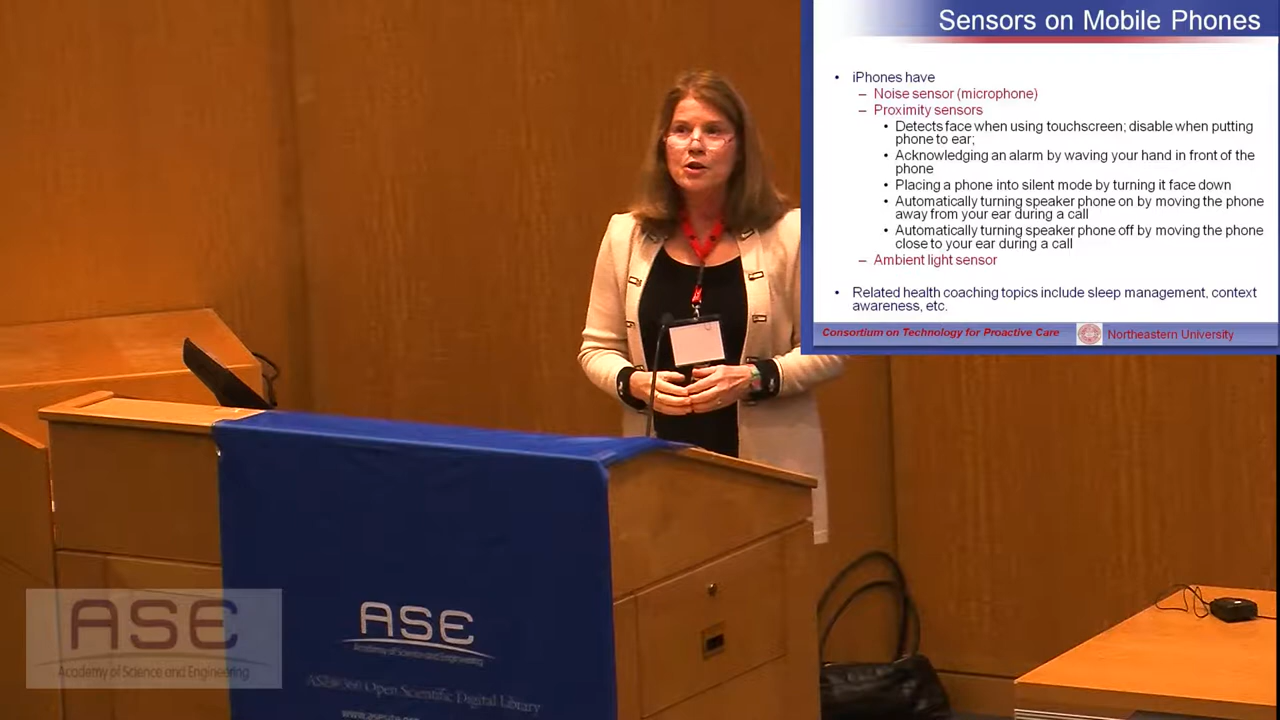 Sensors on Mobile Phones
• iPhones have
– Noise sensor (microphone)
– Proximity sensors
• Detects face when using touchscreen; disable when putting
phone to ear;
• Acknowledging an alarm by waving your hand in front of the
phone
• Placing a phone into silent mode by turning it face down
• Automatically turning speaker phone on by moving the phone
away from your ear during a call
• Automatically turning speaker phone off by moving the phone
close to your ear during a call
– Ambient light sensor
• Related health coaching topics include sleep management, context
awareness, etc.
Consortium on Technology for Proactive Care
Northeastern University
ASE
Academy of Science and Engineering
Open Scientific Digital Library
ASE
Academy of Science and Engineering